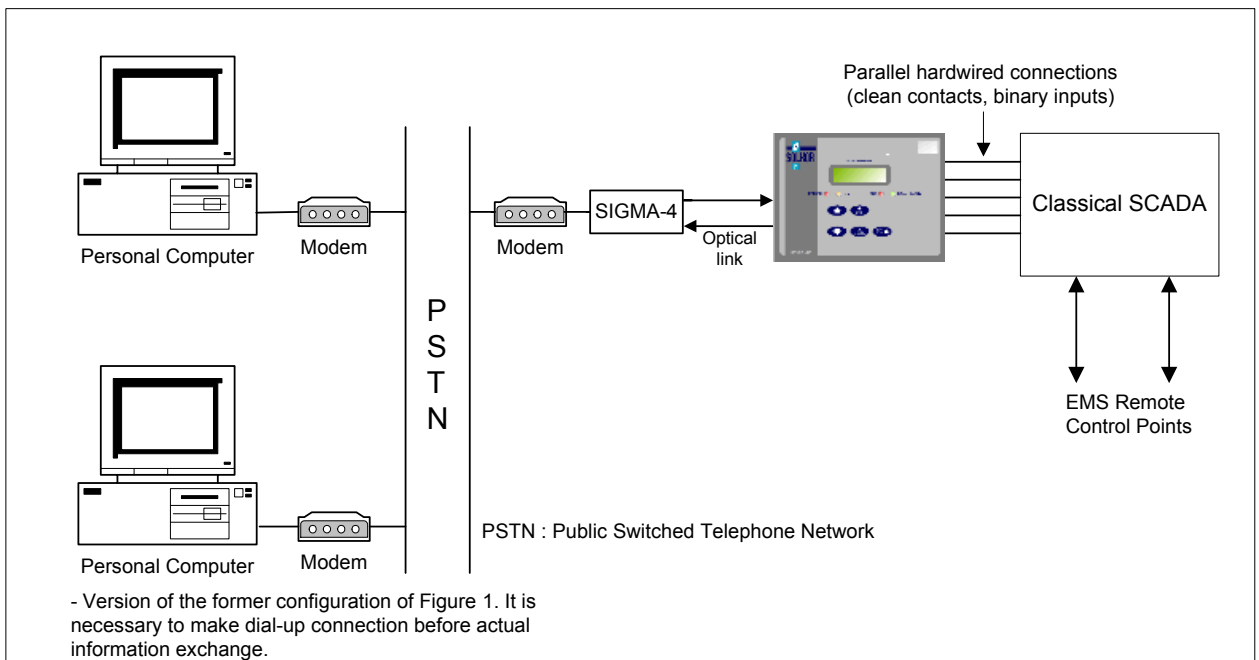 Parallel hardwired connections
(clean contacts, binary inputs)
Personal Computer
Modem
PSTN
Modem
SIGMA-4
Optical
link
Classical SCADA
EMS Remote
Control Points
Personal Computer
Modem
PSTN : Public Switched Telephone Network
- Version of the former configuration of Figure 1. It is
necessary to make dial-up connection before actual
information exchange.